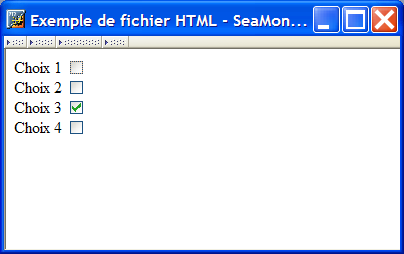 Exemple de fichier HTML - SeaMon...
Choix 1
Choix 2
Choix 3
Choix 4